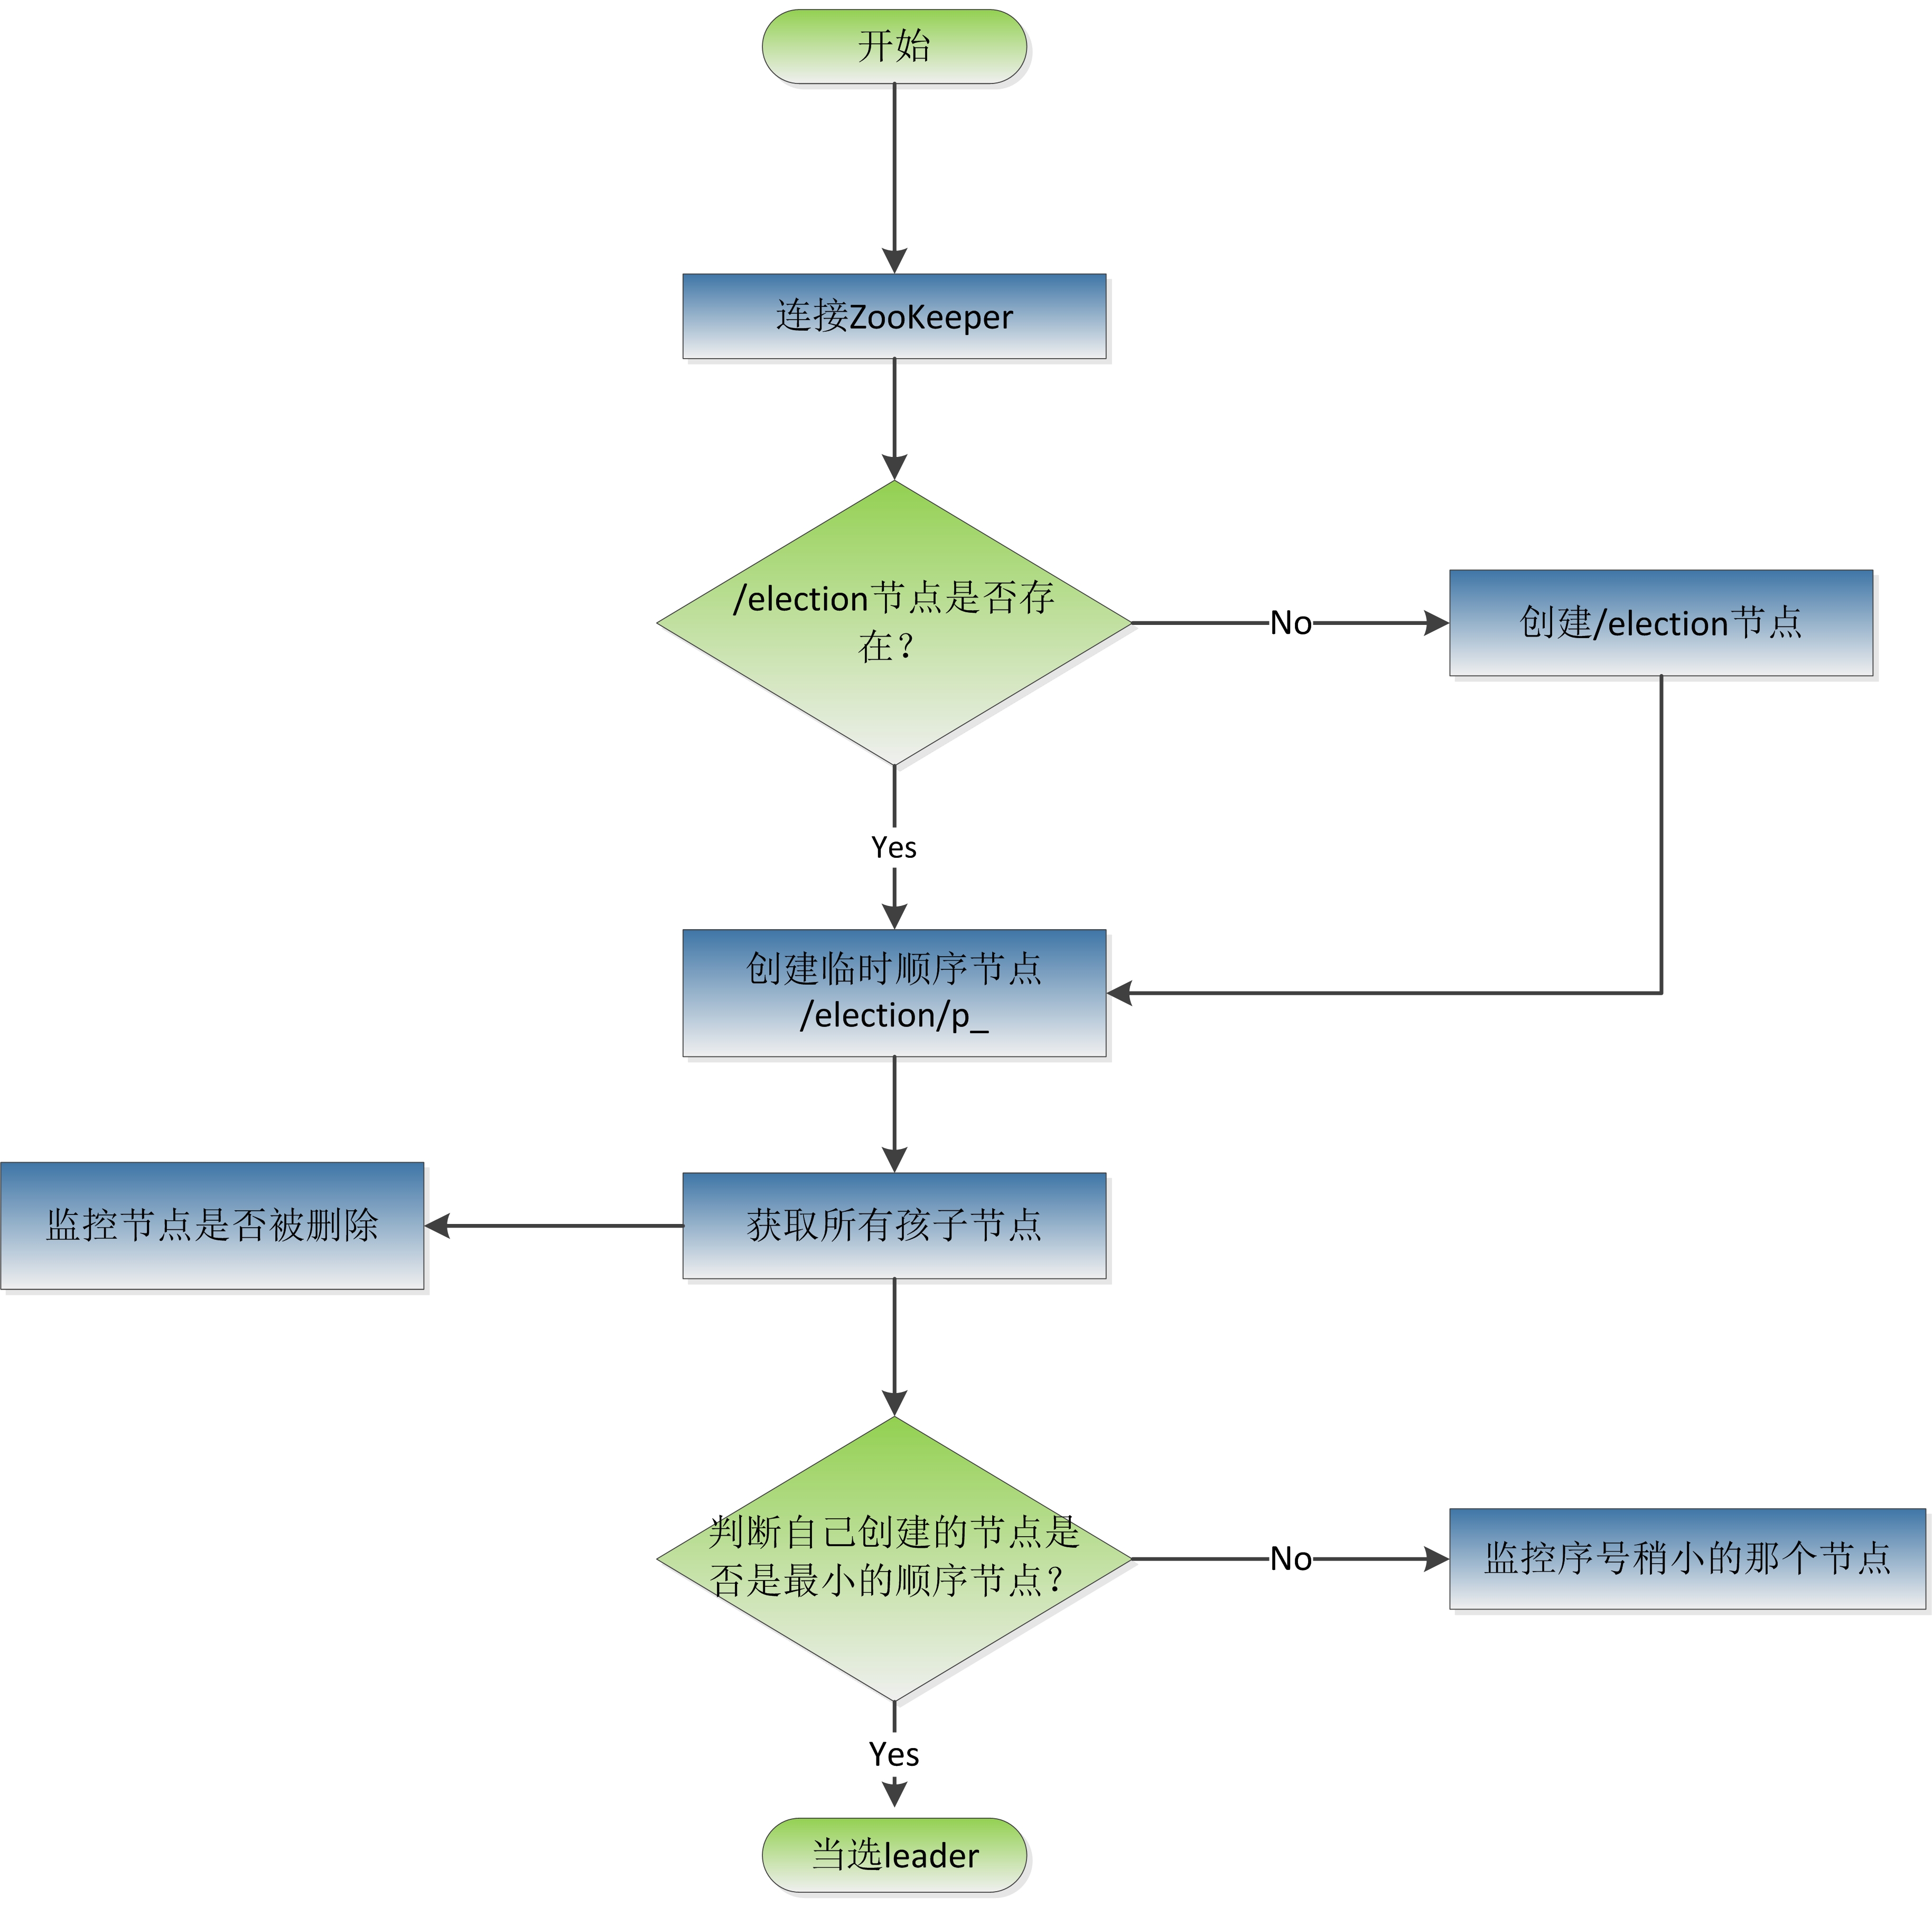 开始
连接ZooKeeper
/election节点是否存
在？
No
创建/election节点
Yes
创建临时顺序节点
/election/p_
监控节点是否被删除
获取所有孩子节点
判断自己创建的节点是
否是最小的顺序节点？
No
监控序号稍小的那个节点
Yes
当选leader